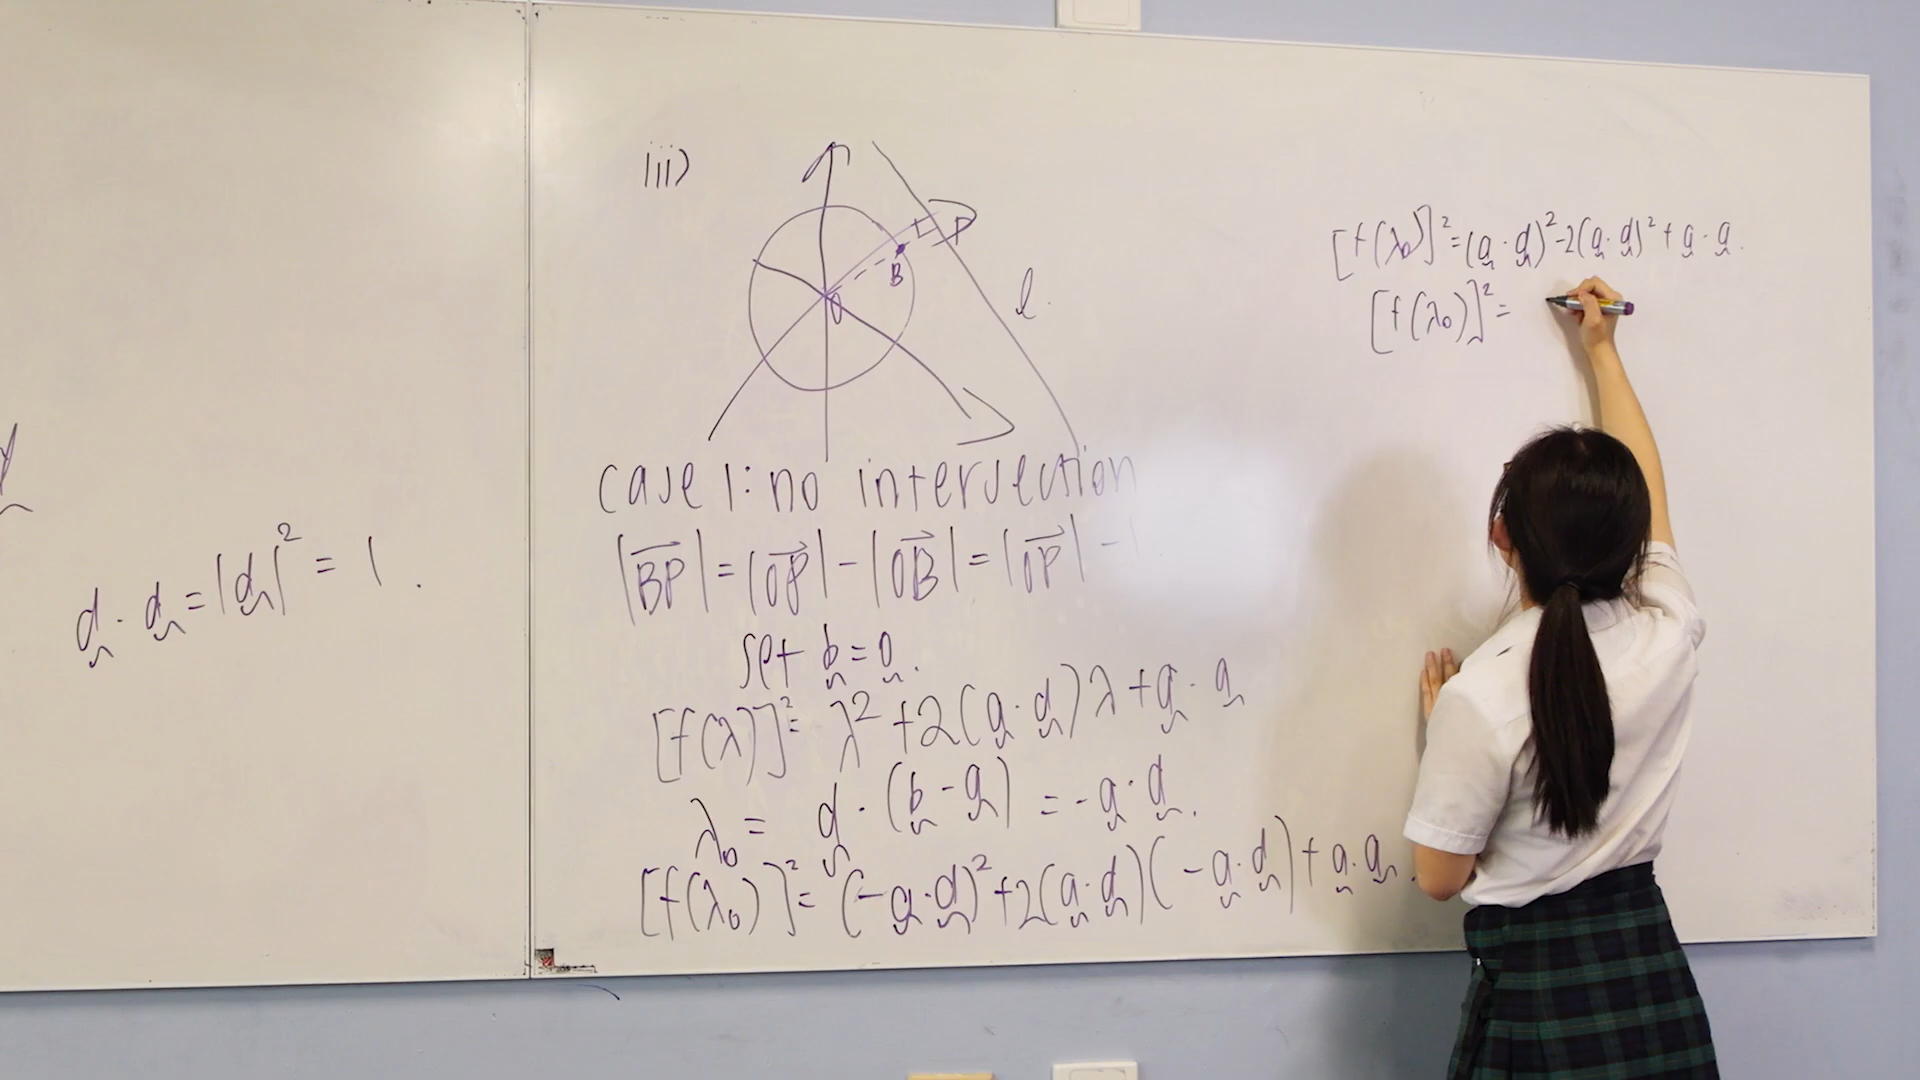 d · d = |d|² = 1.
iii)
P
B
O
l.
case 1: no intersection
|BP| = |OP| - |OB| = |OP| - 1.
set b = 0.
[f(λ)]² = λ² + 2(a · d)λ + a · a
λ₀ = d · (b - a) = -a · d.
[f(λ₀)]² = (-a · d)² + 2(a · d)(-a · d) + a · a.
[f(λ₀)]² = (a · d)² - 2(a · d)² + a · a.
[f(λ₀)]² =